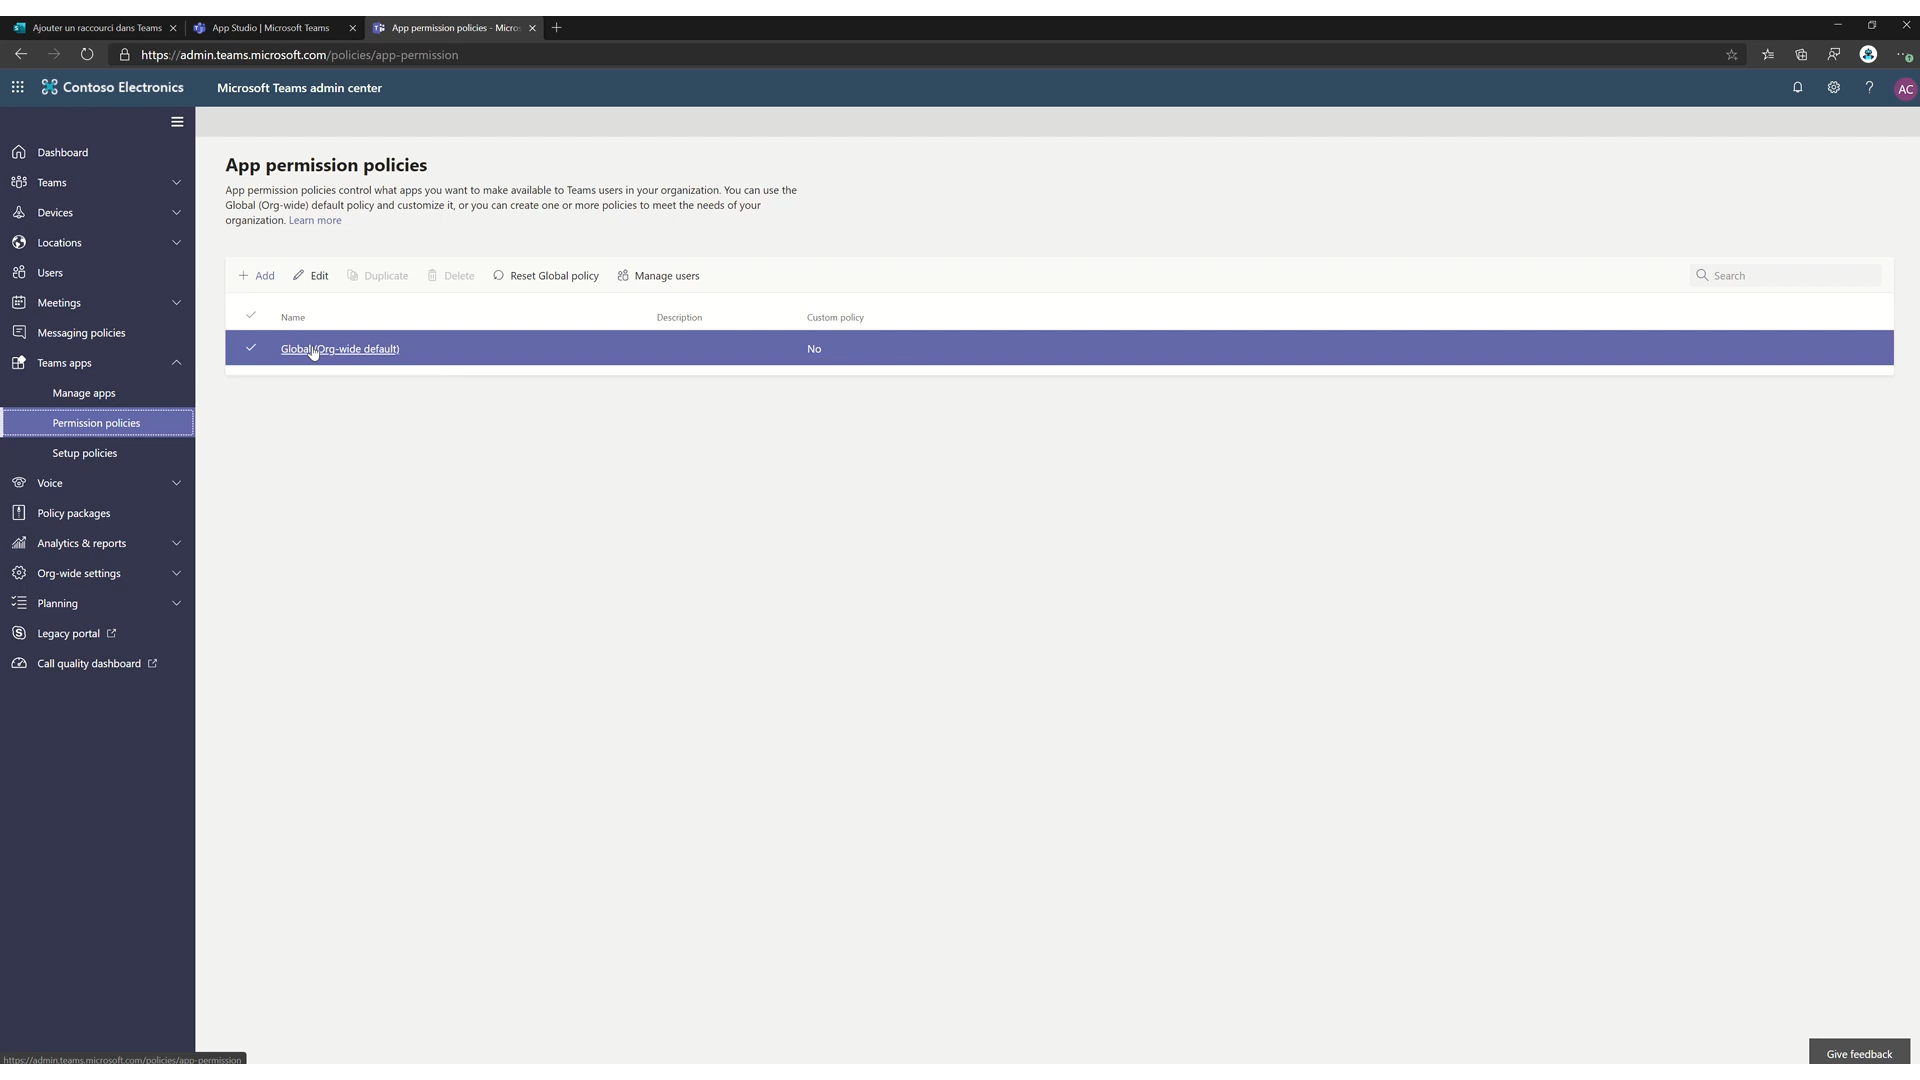 Ajouter un raccourci dans Teams
App Studio | Microsoft Teams
App permission policies - Micros
https://admin.teams.microsoft.com/policies/app-permission
Contoso Electronics
Microsoft Teams admin center
AC
Dashboard
Teams
Devices
Locations
Users
Meetings
Messaging policies
Teams apps
Manage apps
Permission policies
Setup policies
Voice
Policy packages
Analytics & reports
Org-wide settings
Planning
Legacy portal
Call quality dashboard
App permission policies
App permission policies control what apps you want to make available to Teams users in your organization. You can use the
Global (Org-wide) default policy and customize it, or you can create one or more policies to meet the needs of your
organization. Learn more
Add Edit Duplicate Delete Reset Global policy Manage users Search
Name Description Custom policy
Global (Org-wide default) No
https://admin.teams.microsoft.com/policies/app-permission
Give feedback